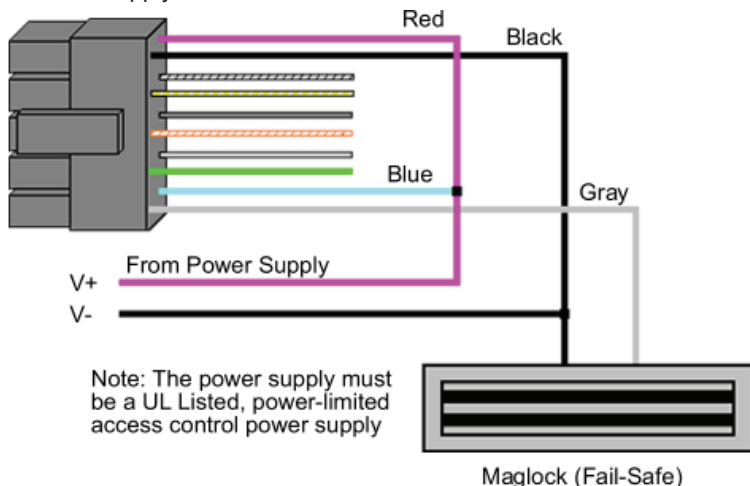 Red
Black
Blue
Gray
From Power Supply
V+
V-
Note: The power supply must
be a UL Listed, power-limited
access control power supply
Maglock (Fail-Safe)